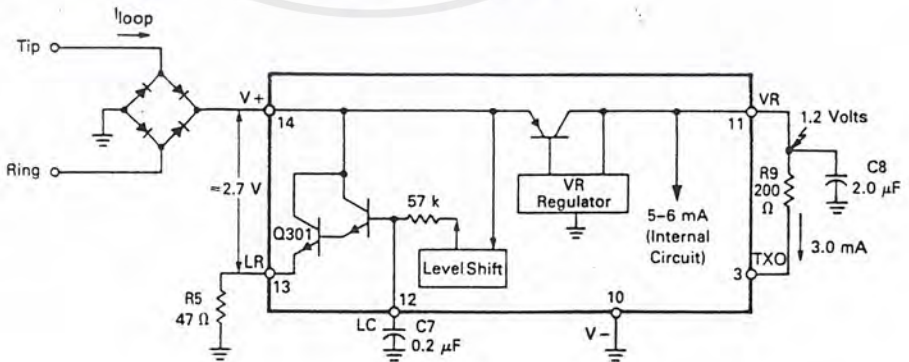 Iloop
Tip
Ring
V+
14
VR
11
1.2 Volts
C8
2.0 µF
R9
200
Ω
3.0 mA
TXO
3
≈2.7 V
57 k
Q301
Level Shift
VR
Regulator
5–6 mA
(Internal
Circuit)
LR
13
R5
47 Ω
12
LC
C7
0.2 µF
10
V−